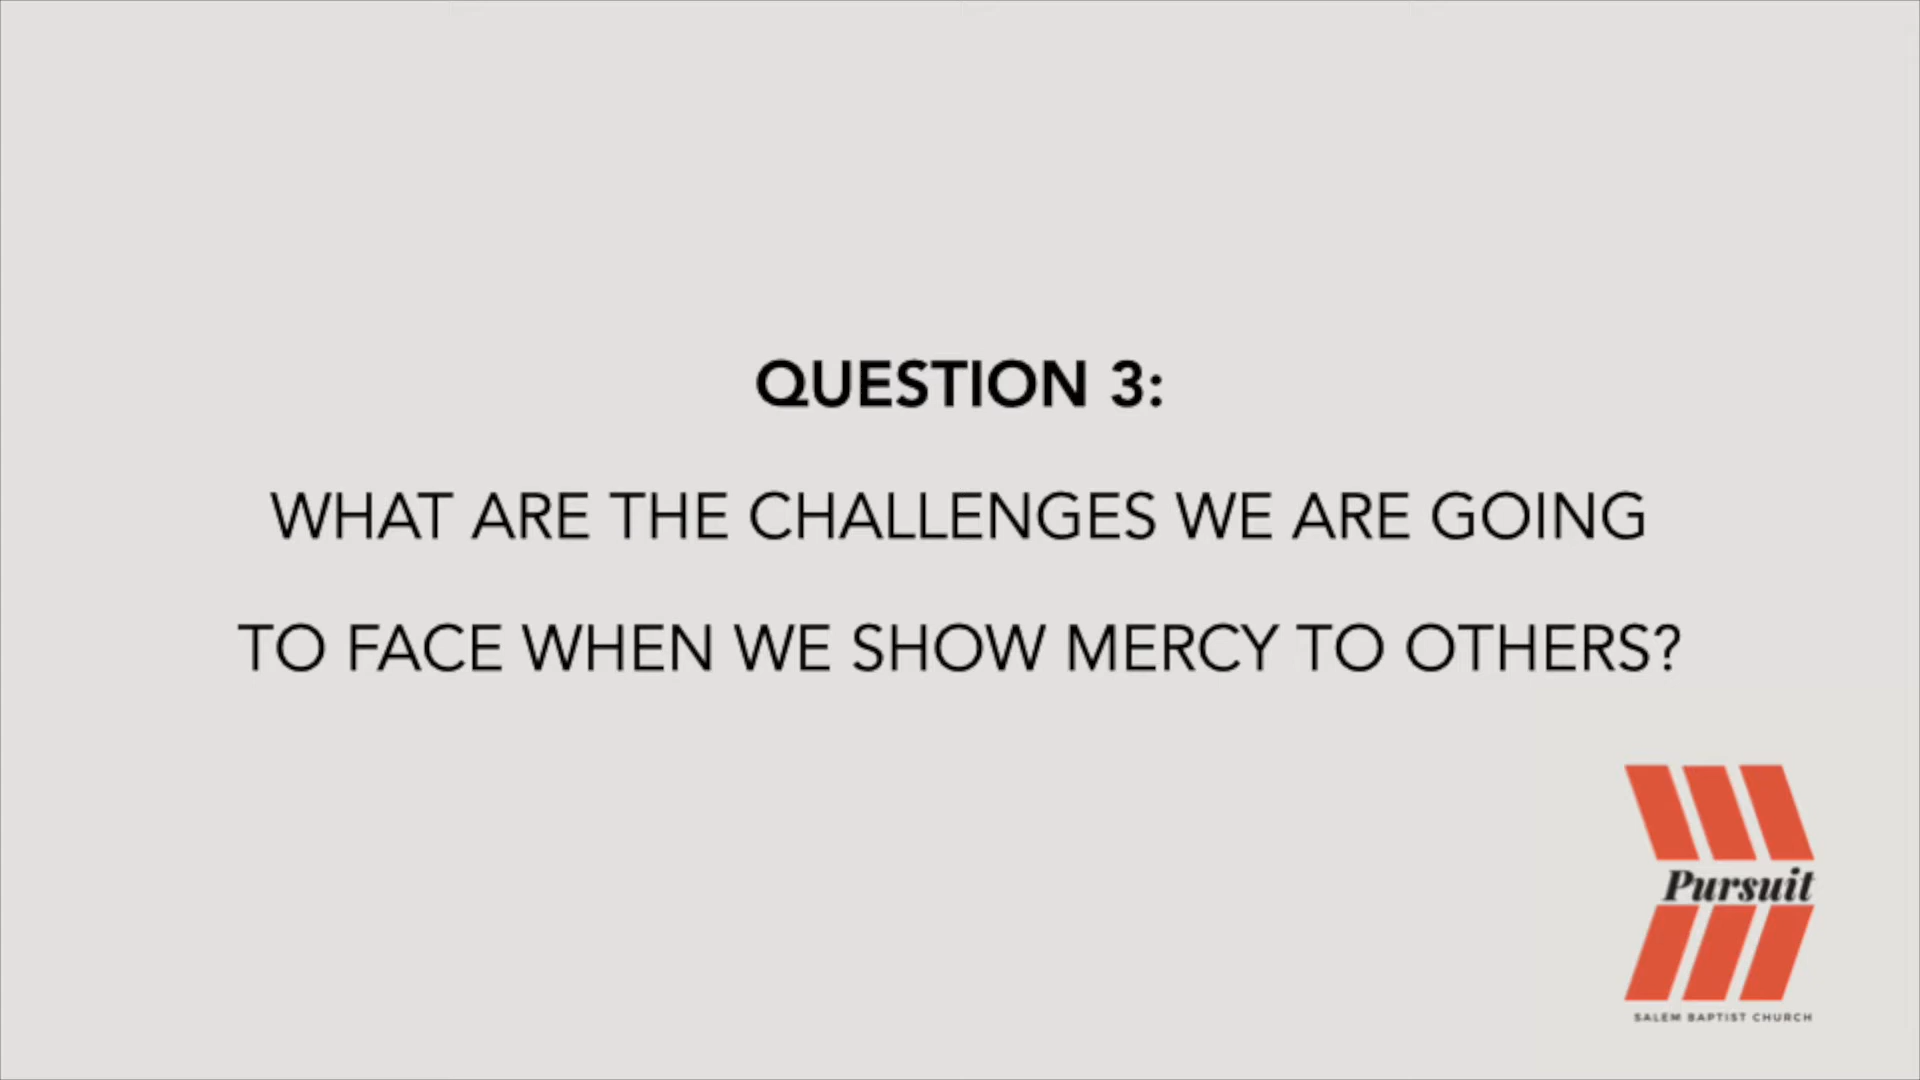 QUESTION 3:
WHAT ARE THE CHALLENGES WE ARE GOING
TO FACE WHEN WE SHOW MERCY TO OTHERS?
Pursuit
SALEM BAPTIST CHURCH